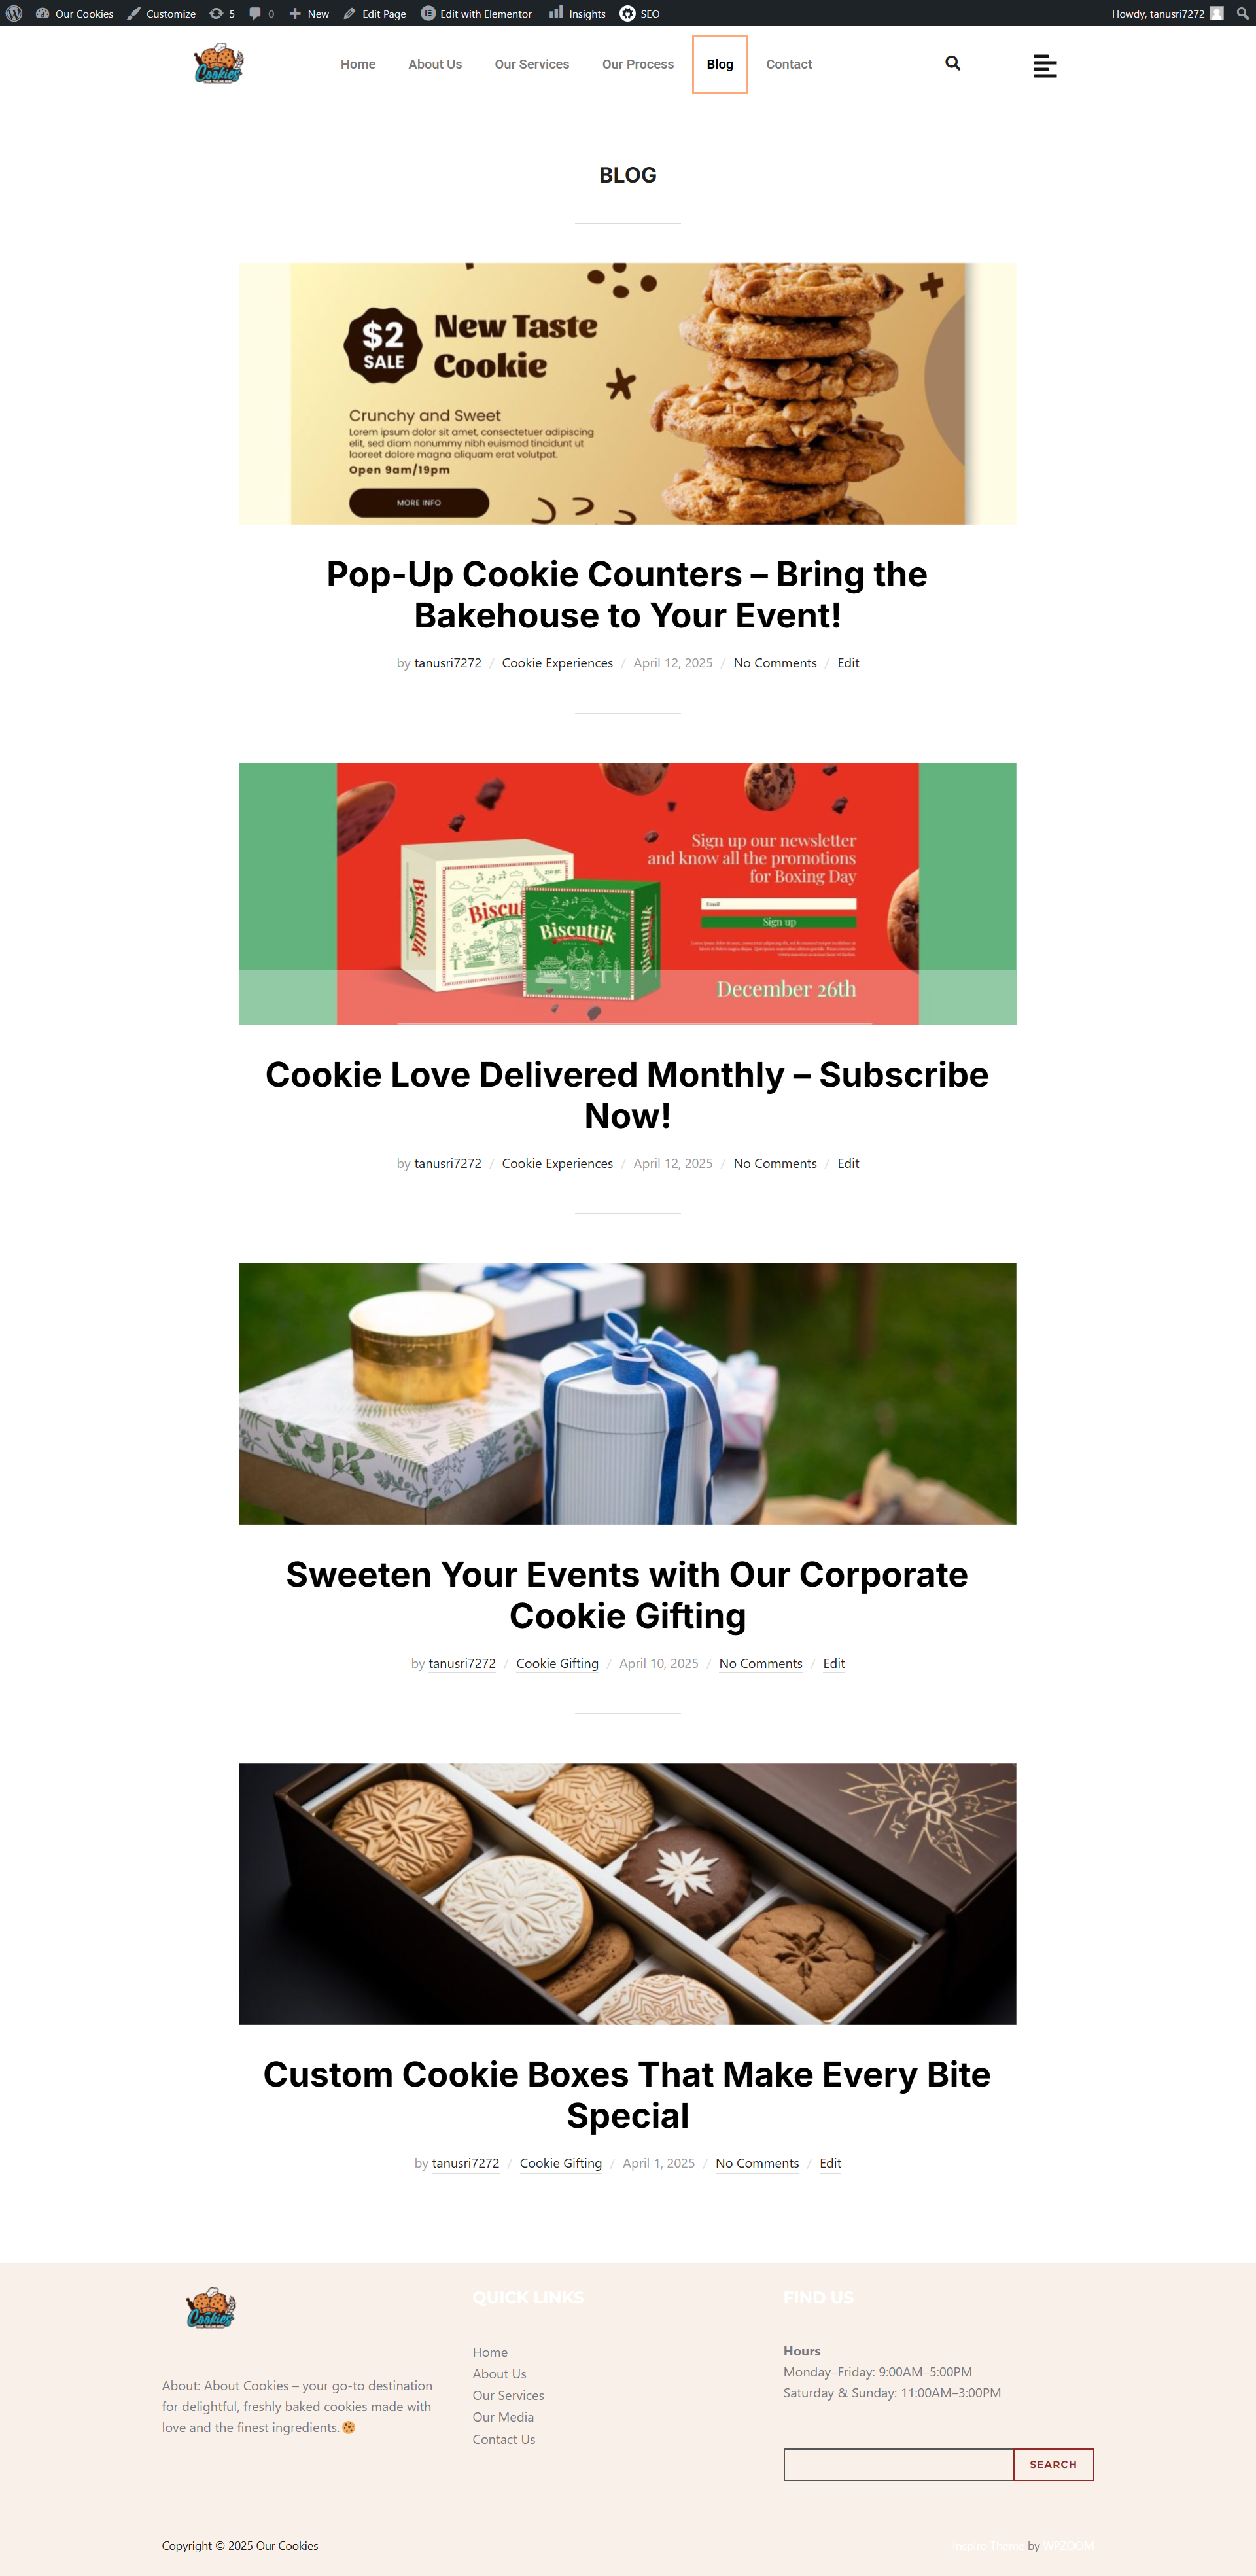 Our Cookies Customize 5 0 New Edit Page Edit with Elementor Insights SEO Howdy, tanusri7272
Cookies
Home About Us Our Services Our Process Blog Contact
BLOG
$2
SALE
New Taste
Cookie
Crunchy and Sweet
Lorem ipsum dolor sit amet, consectetuer adipiscing
elit, sed diam nonummy nibh euismod tincidunt ut
laoreet dolore magna aliquam erat volutpat.
Open 9am/19pm
MORE INFO
Pop-Up Cookie Counters – Bring the
Bakehouse to Your Event!
by tanusri7272 / Cookie Experiences / April 12, 2025 / No Comments / Edit
Sign up our newsletter
and know all the promotions
for Boxing Day
Email
Sign up
250 gr.
Biscuttik
Biscut
Biscuttik
Biscuttik
December 26th
Cookie Love Delivered Monthly – Subscribe
Now!
by tanusri7272 / Cookie Experiences / April 12, 2025 / No Comments / Edit
Sweeten Your Events with Our Corporate
Cookie Gifting
by tanusri7272 / Cookie Gifting / April 10, 2025 / No Comments / Edit
Custom Cookie Boxes That Make Every Bite
Special
by tanusri7272 / Cookie Gifting / April 1, 2025 / No Comments / Edit
Cookies
About: About Cookies – your go-to destination
for delightful, freshly baked cookies made with
love and the finest ingredients.
QUICK LINKS
Home
About Us
Our Services
Our Media
Contact Us
FIND US
Hours
Monday–Friday: 9:00AM–5:00PM
Saturday & Sunday: 11:00AM–3:00PM
SEARCH
Copyright © 2025 Our Cookies
Inspiro Theme by WPZOOM